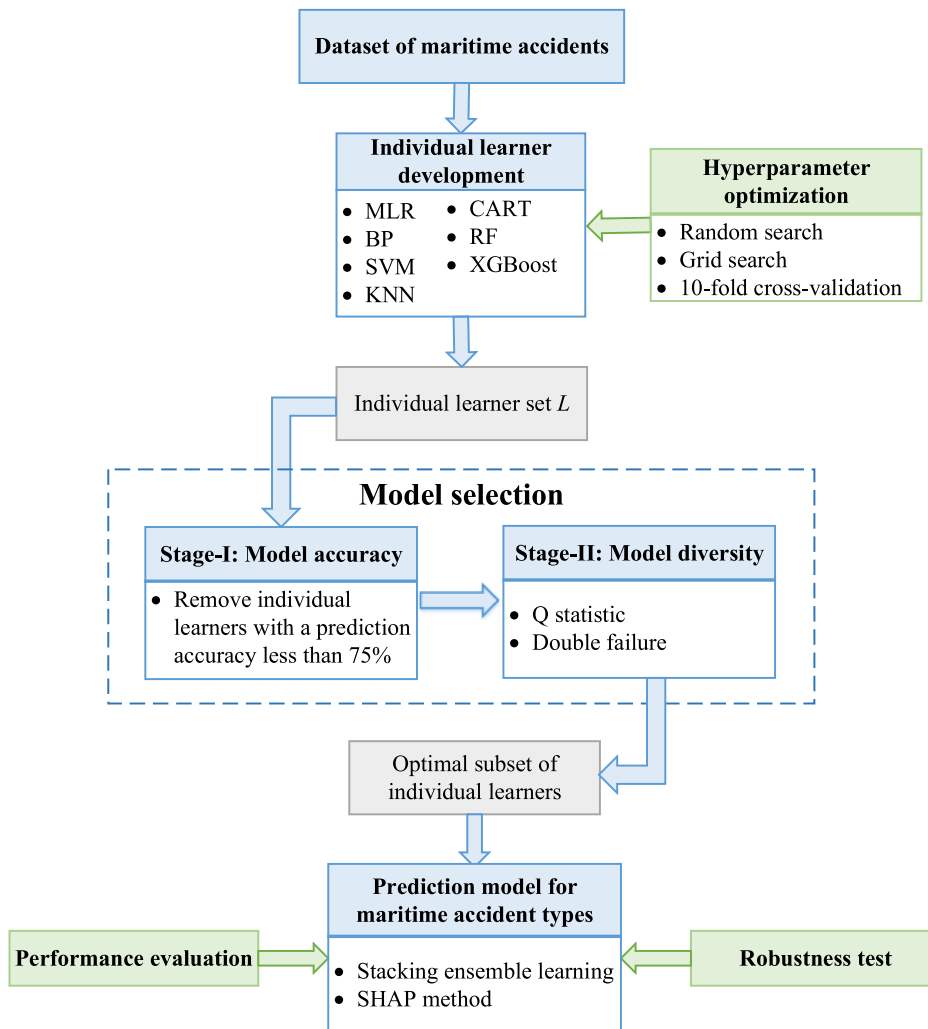 Dataset of maritime accidents
Individual learner
development
• MLR
• BP
• SVM
• KNN
• CART
• RF
• XGBoost
Hyperparameter
optimization
• Random search
• Grid search
• 10-fold cross-validation
Individual learner set L
Model selection
Stage-I: Model accuracy
• Remove individual
learners with a prediction
accuracy less than 75%
Stage-II: Model diversity
• Q statistic
• Double failure
Optimal subset of
individual learners
Prediction model for
maritime accident types
• Stacking ensemble learning
• SHAP method
Performance evaluation
Robustness test